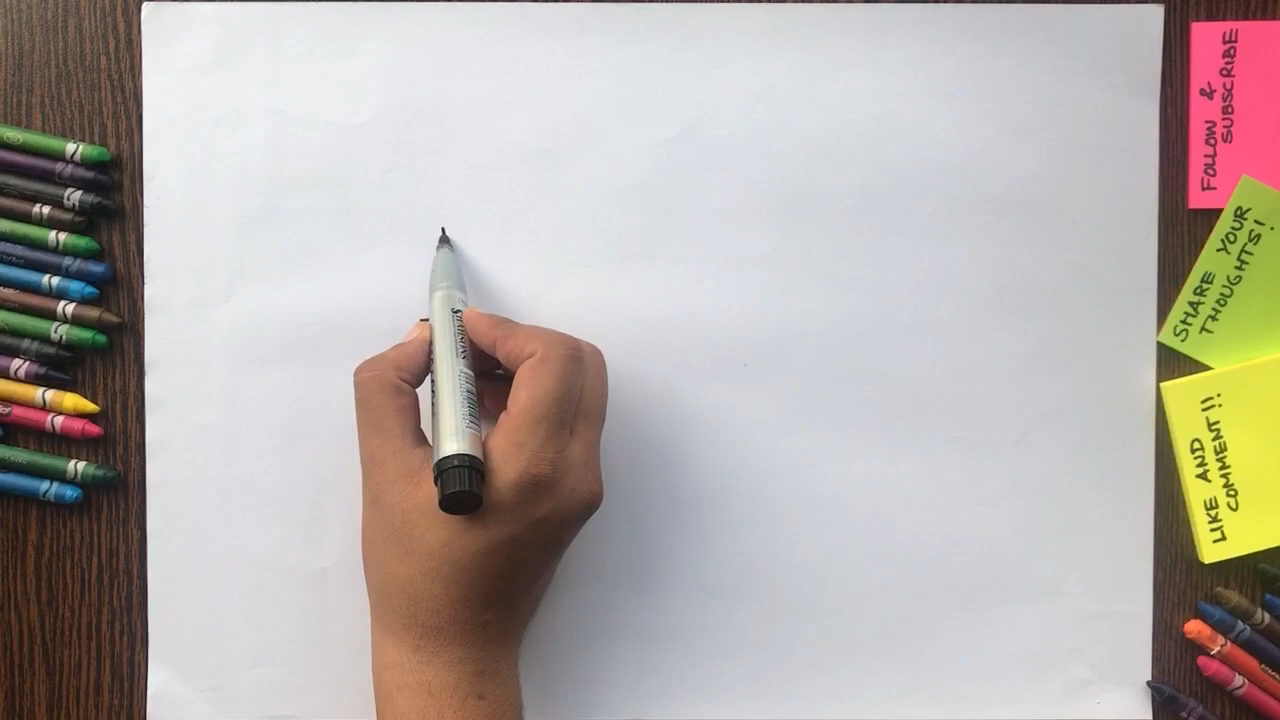 FOLLOW &
SUBSCRIBE
SHARE YOUR
THOUGHTS!
LIKE AND
COMMENT!!